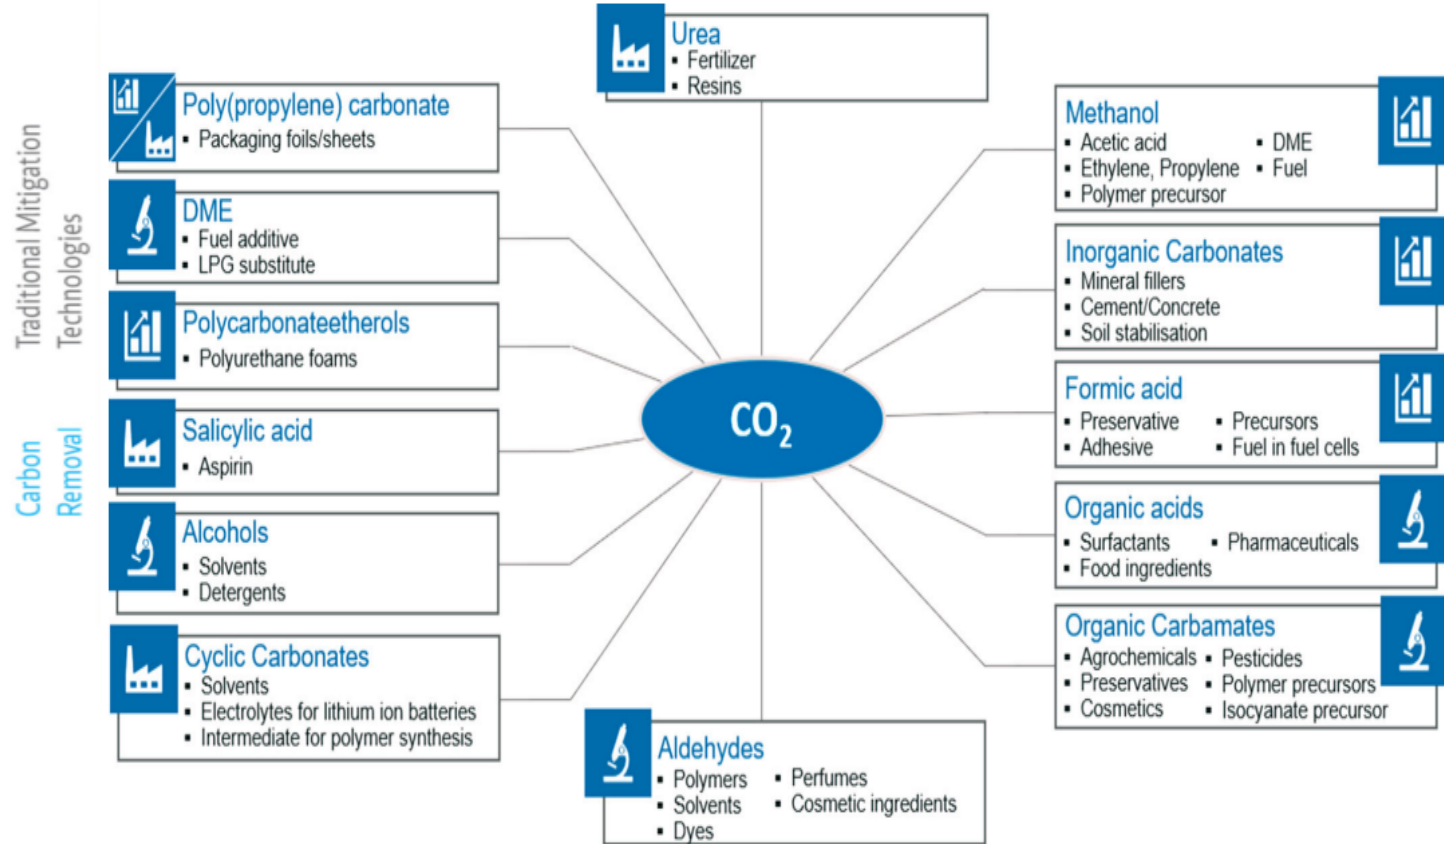 Traditional Mitigation
Technologies
Carbon
Removal
Urea
▪ Fertilizer
▪ Resins
Poly(propylene) carbonate
▪ Packaging foils/sheets
DME
▪ Fuel additive
▪ LPG substitute
Polycarbonateetherols
▪ Polyurethane foams
Salicylic acid
▪ Aspirin
Alcohols
▪ Solvents
▪ Detergents
Cyclic Carbonates
▪ Solvents
▪ Electrolytes for lithium ion batteries
▪ Intermediate for polymer synthesis
CO₂
Methanol
▪ Acetic acid ▪ DME
▪ Ethylene, Propylene ▪ Fuel
▪ Polymer precursor
Inorganic Carbonates
▪ Mineral fillers
▪ Cement/Concrete
▪ Soil stabilisation
Formic acid
▪ Preservative ▪ Precursors
▪ Adhesive ▪ Fuel in fuel cells
Organic acids
▪ Surfactants ▪ Pharmaceuticals
▪ Food ingredients
Organic Carbamates
▪ Agrochemicals ▪ Pesticides
▪ Preservatives ▪ Polymer precursors
▪ Cosmetics ▪ Isocyanate precursor
Aldehydes
▪ Polymers ▪ Perfumes
▪ Solvents ▪ Cosmetic ingredients
▪ Dyes